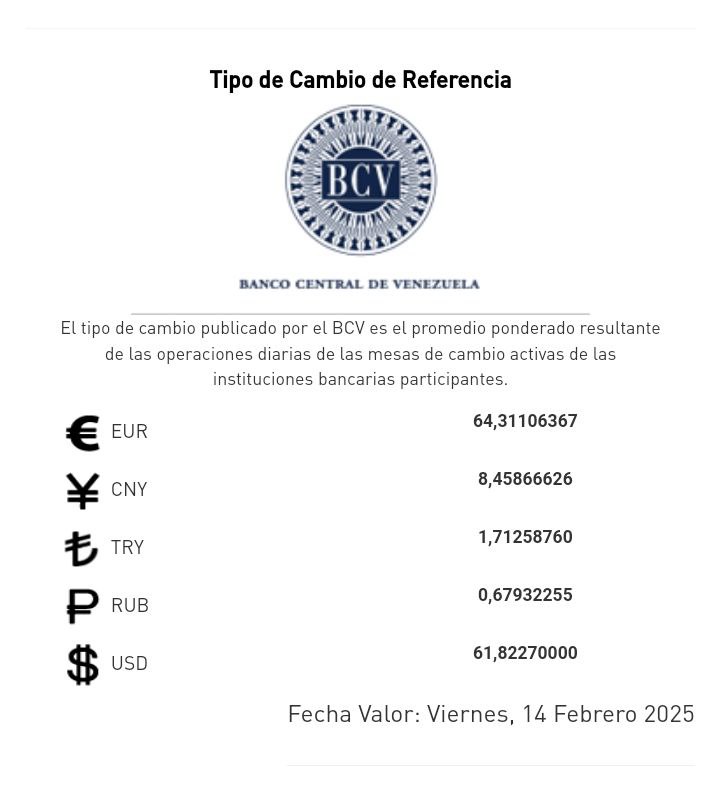 Tipo de Cambio de Referencia
BCV
BANCO CENTRAL DE VENEZUELA
El tipo de cambio publicado por el BCV es el promedio ponderado resultante
de las operaciones diarias de las mesas de cambio activas de las
instituciones bancarias participantes.
€ EUR 64,31106367
¥ CNY 8,45866626
₺ TRY 1,71258760
₽ RUB 0,67932255
$ USD 61,82270000
Fecha Valor: Viernes, 14 Febrero 2025